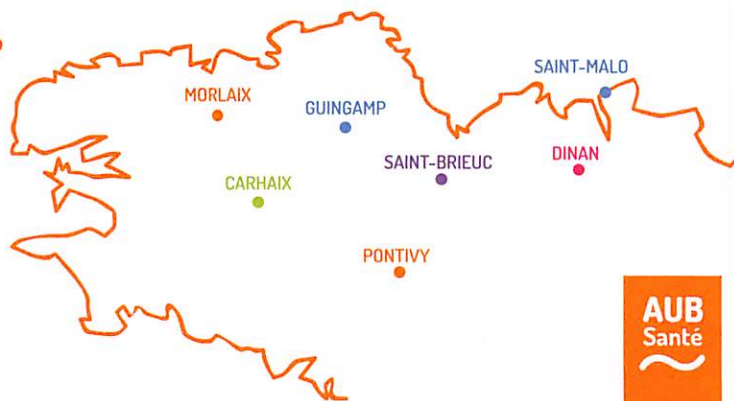 SAINT-MALO
MORLAIX
GUINGAMP
SAINT-BRIEUC
DINAN
CARHAIX
PONTIVY
AUB
Santé